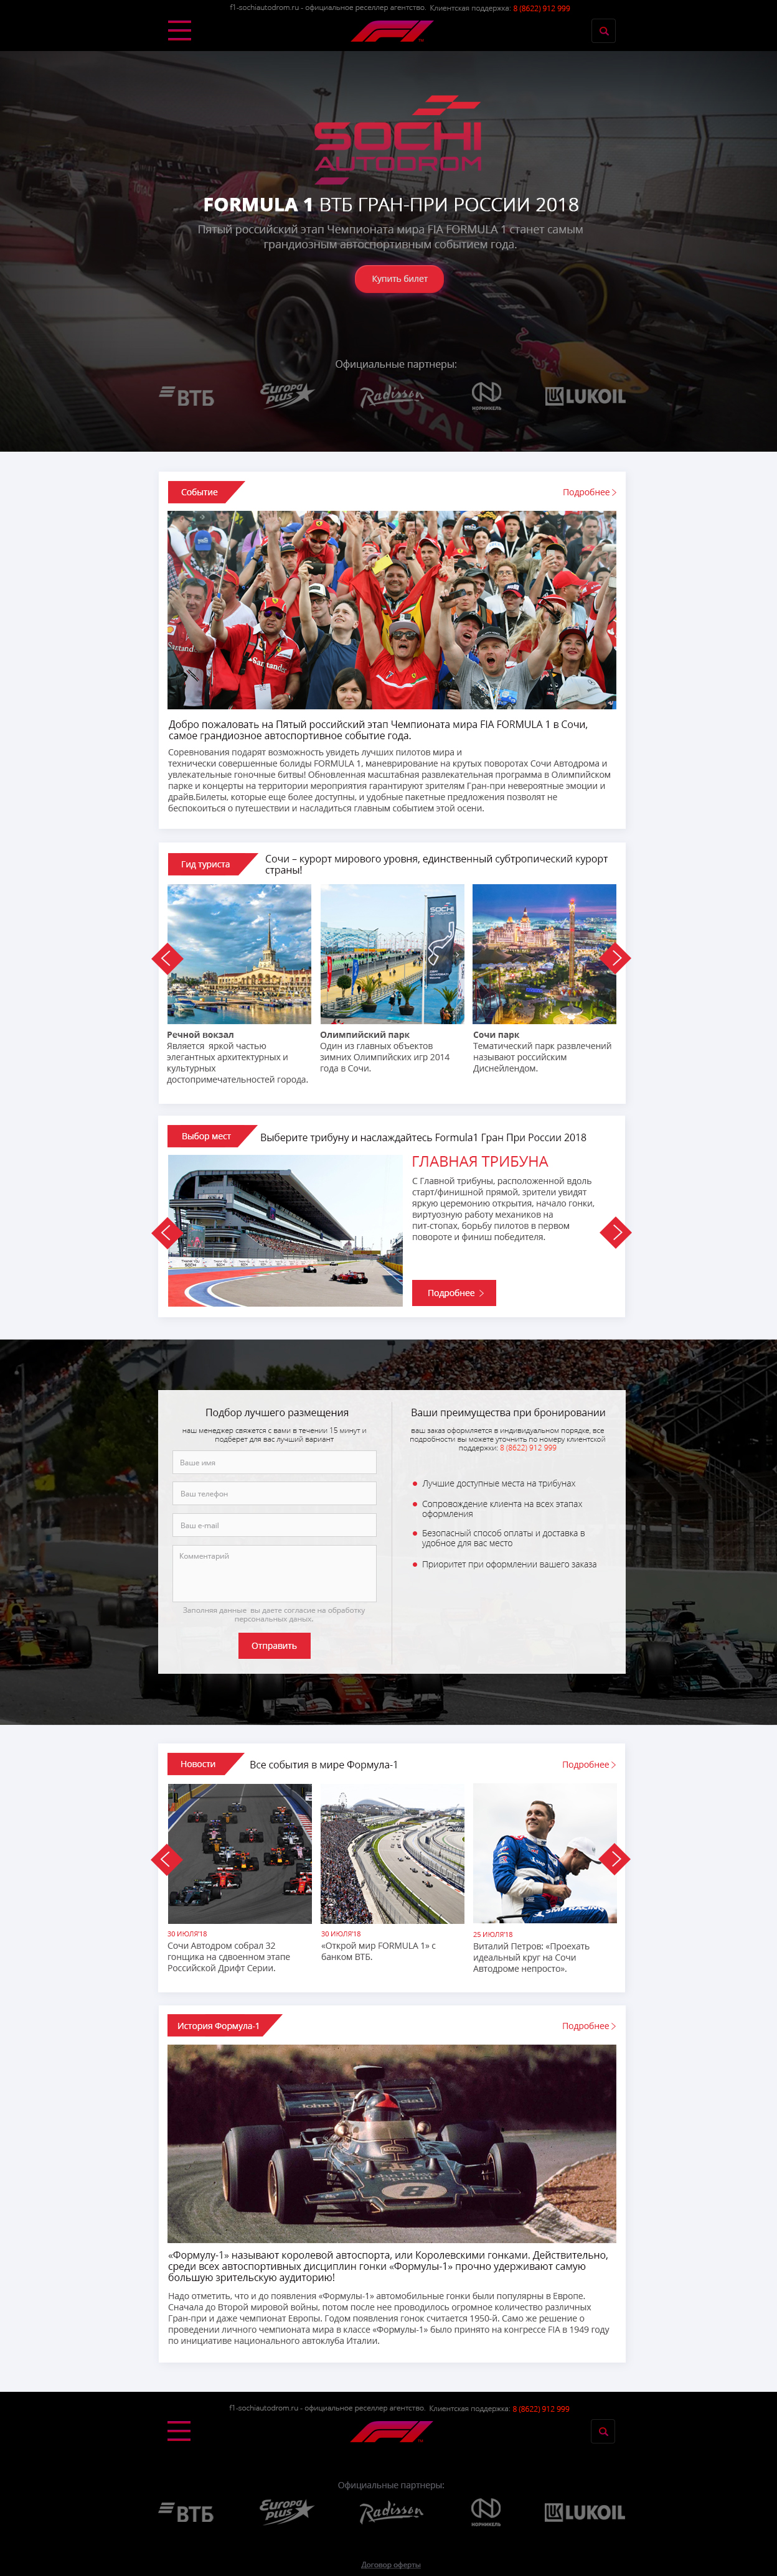 f1-sochiautodrom.ru - официальное реселлер агентство. Клиентская поддержка: 8 (8622) 912 999
SOCHI
AUTODROM
FORMULA 1 ВТБ ГРАН-ПРИ РОССИИ 2018
Пятый российский этап Чемпионата мира FIA FORMULA 1 станет самым
грандиозным автоспортивным событием года.
Купить билет
Официальные партнеры:
ВТБ Europa plus Radisson НОРНИКЕЛЬ LUKOIL
Событие
Подробнее
Добро пожаловать на Пятый российский этап Чемпионата мира FIA FORMULA 1 в Сочи,
самое грандиозное автоспортивное событие года.
Соревнования подарят возможность увидеть лучших пилотов мира и
технически совершенные болиды FORMULA 1, маневрирование на крутых поворотах Сочи Автодрома и
увлекательные гоночные битвы! Обновленная масштабная развлекательная программа в Олимпийском
парке и концерты на территории мероприятия гарантируют зрителям Гран-при невероятные эмоции и
драйв.Билеты, которые еще более доступны, и удобные пакетные предложения позволят не
беспокоиться о путешествии и насладиться главным событием этой осени.
Гид туриста
Сочи – курорт мирового уровня, единственный субтропический курорт
страны!
SOCHI
Речной вокзал
Является яркой частью
элегантных архитектурных и
культурных
достопримечательностей города.
Олимпийский парк
Один из главных объектов
зимних Олимпийских игр 2014
года в Сочи.
Сочи парк
Тематический парк развлечений
называют российским
Диснейлендом.
Выбор мест
Выберите трибуну и наслаждайтесь Formula1 Гран При России 2018
ГЛАВНАЯ ТРИБУНА
С Главной трибуны, расположенной вдоль
старт/финишной прямой, зрители увидят
яркую церемонию открытия, начало гонки,
виртуозную работу механиков на
пит-стопах, борьбу пилотов в первом
повороте и финиш победителя.
Подробнее
Подбор лучшего размещения
наш менеджер свяжется с вами в течении 15 минут и
подберет для вас лучший вариант
Ваше имя
Ваш телефон
Ваш e-mail
Комментарий
Заполняя данные вы даете согласие на обработку
персональных даных.
Отправить
Ваши преимущества при бронировании
ваш заказ оформляется в индивидуальном порядке, все
подробности вы можете уточнить по номеру клиентской
поддержки: 8 (8622) 912 999
Лучшие доступные места на трибунах
Сопровождение клиента на всех этапах
оформления
Безопасный способ оплаты и доставка в
удобное для вас место
Приоритет при оформлении вашего заказа
Новости
Все события в мире Формула-1
Подробнее
30 ИЮЛЯ'18
Сочи Автодром собрал 32
гонщика на сдвоенном этапе
Российской Дрифт Серии.
30 ИЮЛЯ'18
«Открой мир FORMULA 1» с
банком ВТБ.
25 ИЮЛЯ'18
Виталий Петров: «Проехать
идеальный круг на Сочи
Автодроме непросто».
История Формула-1
Подробнее
John Player
Special
8
«Формулу-1» называют королевой автоспорта, или Королевскими гонками. Действительно,
среди всех автоспортивных дисциплин гонки «Формулы-1» прочно удерживают самую
большую зрительскую аудиторию!
Надо отметить, что и до появления «Формулы-1» автомобильные гонки были популярны в Европе.
Сначала до Второй мировой войны, потом после нее проводилось огромное количество различных
Гран-при и даже чемпионат Европы. Годом появления гонок считается 1950-й. Само же решение о
проведении личного чемпионата мира в классе «Формулы-1» было принято на конгрессе FIA в 1949 году
по инициативе национального автоклуба Италии.
f1-sochiautodrom.ru - официальное реселлер агентство. Клиентская поддержка: 8 (8622) 912 999
Официальные партнеры:
ВТБ Europa plus Radisson НОРНИКЕЛЬ LUKOIL
Договор оферты